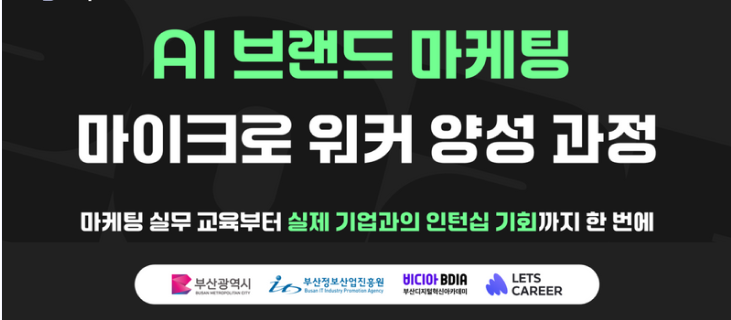 AI 브랜드 마케팅
마이크로 워커 양성 과정
마케팅 실무 교육부터 실제 기업과의 인턴십 기회까지 한 번에
부산광역시
BUSAN METROPOLITAN CITY
부산정보산업진흥원
Busan IT Industry Promotion Agency
비디아 BDIA
부산디지털혁신아카데미
LETS
CAREER